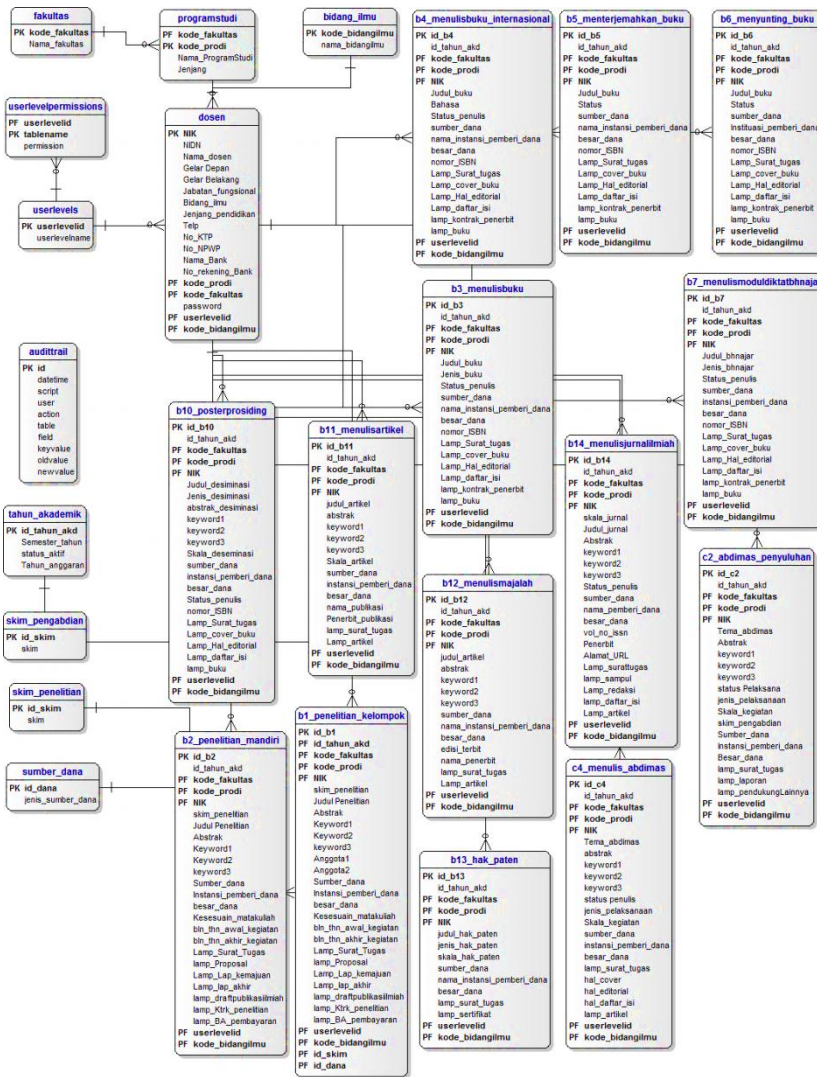 fakultas
PK kode_fakultas
Nama_fakultas
programstudi
PF kode_fakultas
PK kode_prodi
Nama_ProgramStudi
Jenjang
bidang_ilmu
PK kode_bidangilmu
nama_bidangilmu
b4_menulisbuku_internasional
PK id_b4
id_tahun_akd
PF kode_fakultas
PF kode_prodi
PF NIK
Judul_buku
Bahasa
Status_penulis
sumber_dana
nama_instansi_pemberi_dana
besar_dana
nomor_ISBN
Lamp_Surat_tugas
Lamp_cover_buku
Lamp_Hal_editorial
Lamp_daftar_isi
lamp_kontrak_penerbit
lamp_buku
PF userlevelid
PF kode_bidangilmu
b5_menterjemahkan_buku
PK id_b5
id_tahun_akd
PF kode_fakultas
PF kode_prodi
PF NIK
Judul_buku
Status
sumber_dana
nama_instansi_pemberi_dana
besar_dana
nomor_ISBN
Lamp_Surat_tugas
Lamp_cover_buku
Lamp_Hal_editorial
Lamp_daftar_isi
lamp_kontrak_penerbit
lamp_buku
PF userlevelid
PF kode_bidangilmu
b6_menyunting_buku
PK id_b6
id_tahun_akd
PF kode_fakultas
PF kode_prodi
PF NIK
Judul_buku
Status
sumber_dana
Instituasi_pemberi_dana
besar_dana
nomor_ISBN
Lamp_Surat_tugas
Lamp_cover_buku
Lamp_Hal_editorial
Lamp_daftar_isi
lamp_kontrak_penerbit
lamp_buku
PF userlevelid
PF kode_bidangilmu
userlevelpermissions
PF userlevelid
PK tablename
permission
userlevels
PK userlevelid
userlevelname
dosen
PK NIK
NIDN
Nama_dosen
Gelar Depan
Gelar Belakang
Jabatan_fungsional
Bidang_ilmu
Jenjang_pendidikan
Telp
No_KTP
No_NPWP
Nama_Bank
No_rekening_Bank
PF kode_prodi
PF kode_fakultas
password
PF userlevelid
PF kode_bidangilmu
b3_menulisbuku
PK id_b3
id_tahun_akd
PF kode_fakultas
PF kode_prodi
PF NIK
Judul_buku
Jenis_buku
Status_penulis
sumber_dana
nama_instansi_pemberi_dana
besar_dana
nomor_ISBN
Lamp_Surat_tugas
Lamp_cover_buku
Lamp_Hal_editorial
Lamp_daftar_isi
lamp_kontrak_penerbit
lamp_buku
PF userlevelid
PF kode_bidangilmu
b7_menulismoduldiktatbhnajar
PK id_b7
id_tahun_akd
PF kode_fakultas
PF kode_prodi
PF NIK
Judul_bhnajar
Jenis_bhnajar
Status_penulis
sumber_dana
instansi_pemberi_dana
besar_dana
nomor_ISBN
Lamp_Surat_tugas
Lamp_cover_buku
Lamp_Hal_editorial
Lamp_daftar_isi
lamp_kontrak_penerbit
lamp_buku
PF userlevelid
PF kode_bidangilmu
audittrail
PK id
datetime
script
user
action
table
field
keyvalue
oldvalue
newvalue
b10_posterprosiding
PK id_b10
id_tahun_akd
PF kode_fakultas
PF kode_prodi
PF NIK
Judul_desiminasi
Jenis_desiminasi
abstrak_desiminasi
keyword1
keyword2
keyword3
Skala_deseminasi
sumber_dana
instansi_pemberi_dana
besar_dana
Status_penulis
nomor_ISBN
Lamp_Surat_tugas
Lamp_cover_buku
Lamp_Hal_editorial
Lamp_daftar_isi
lamp_buku
PF userlevelid
PF kode_bidangilmu
b11_menulisartikel
PK id_b11
id_tahun_akd
PF kode_fakultas
PF kode_prodi
PF NIK
judul_artikel
abstrak
keyword1
keyword2
keyword3
Skala_artikel
sumber_dana
instansi_pemberi_dana
besar_dana
nama_publikasi
Penerbit_publikasi
lamp_surat_tugas
Lamp_artikel
PF userlevelid
PF kode_bidangilmu
b14_menulisjurnalilmiah
PK id_b14
id_tahun_akd
PF kode_fakultas
PF kode_prodi
PF NIK
skala_jurnal
Judul_jurnal
Abstrak
keyword1
keyword2
keyword3
Status_penulis
sumber_dana
nama_pemberi_dana
besar_dana
vol_no_issn
Penerbit
Alamat_URL
Lamp_surattugas
lamp_sampul
Lamp_redaksi
lamp_daftar_isi
Lamp_artikel
PF userlevelid
PF kode_bidangilmu
tahun_akademik
PK id_tahun_akd
Semester_tahun
status_aktif
Tahun_anggaran
skim_pengabdian
PK id_skim
skim
skim_penelitian
PK id_skim
skim
sumber_dana
PK id_dana
jenis_sumber_dana
b12_menulismajalah
PK id_b12
id_tahun_akd
PF kode_fakultas
PF kode_prodi
PF NIK
judul_artikel
abstrak
keyword1
keyword2
keyword3
sumber_dana
nama_instansi_pemberi_dana
besar_dana
edisi_terbit
nama_penerbit
lamp_surat_tugas
Lamp_artikel
PF userlevelid
PF kode_bidangilmu
c2_abdimas_penyuluhan
PK id_c2
id_tahun_akd
PF kode_fakultas
PF kode_prodi
PF NIK
Tema_abdimas
Abstrak
keyword1
keyword2
keyword3
status Pelaksana
jenis_pelaksanaan
Skala_kegiatan
skim_pengabdian
Sumber_dana
instansi_pemberi_dana
Besar_dana
lamp_surat_tugas
lamp_laporan
lamp_pendukungLainnya
PF userlevelid
PF kode_bidangilmu
b2_penelitian_mandiri
PK id_b2
id_tahun_akd
PF kode_fakultas
PF kode_prodi
PF NIK
skim_penelitian
Judul Penelitian
Abstrak
Keyword1
Keyword2
keyword3
Sumber_dana
Instansi_pemberi_dana
besar_dana
Kesesuain_matakuliah
bln_thn_awal_kegiatan
bln_thn_akhir_kegiatan
Lamp_Surat_Tugas
lamp_Proposal
Lamp_Lap_kemajuan
Lamp_lap_akhir
lamp_draftpublikasiilmiah
lamp_Ktrk_penelitian
lamp_BA_pembayaran
PF userlevelid
PF kode_bidangilmu
b1_penelitian_kelompok
PK id_b1
PF id_tahun_akd
PF kode_fakultas
PF kode_prodi
PF NIK
skim_penelitian
Judul Penelitian
Abstrak
Keyword1
Keyword2
keyword3
Anggota1
Anggota2
Sumber_dana
Instansi_pemberi_dana
besar_dana
Kesesuain_matakuliah
bln_thn_awal_kegiatan
bln_thn_akhir_kegiatan
Lamp_Surat_Tugas
lamp_Proposal
Lamp_Lap_kemajuan
Lamp_lap_akhir
lamp_draftpublikasiilmiah
lamp_Ktrk_penelitian
lamp_BA_pembayaran
PF userlevelid
PF kode_bidangilmu
PF id_skim
PF id_dana
b13_hak_paten
PK id_b13
id_tahun_akd
PF kode_fakultas
PF kode_prodi
PF NIK
judul_hak_paten
jenis_hak_paten
skala_hak_paten
sumber_dana
nama_instansi_pemberi_dana
besar_dana
lamp_surat_tugas
lamp_sertifikat
PF userlevelid
PF kode_bidangilmu
c4_menulis_abdimas
PK id_c4
id_tahun_akd
PF kode_fakultas
PF kode_prodi
PF NIK
Tema_abdimas
abstrak
keyword1
keyword2
keyword3
status penulis
jenis_pelaksanaan
Skala_kegiatan
sumber_dana
instansi_pemberi_dana
besar_dana
lamp_surat_tugas
hal_cover
hal_editorial
hal_daftar_isi
lamp_artikel
PF userlevelid
PF kode_bidangilmu